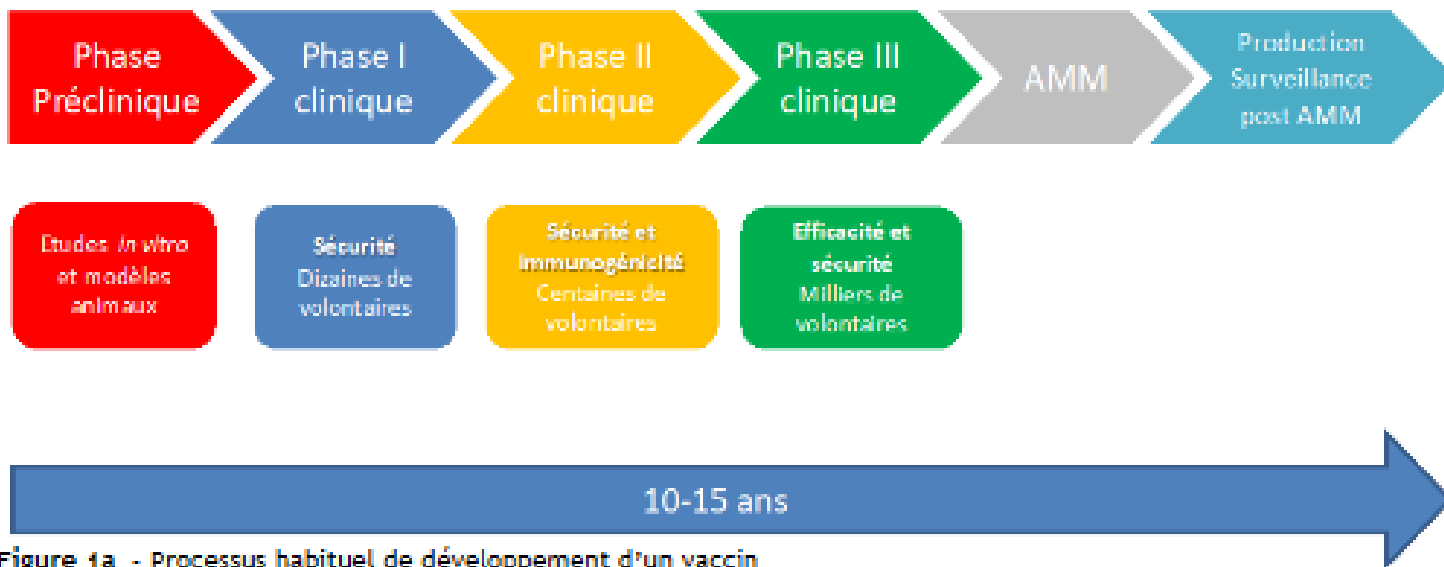 Phase
Préclinique
Phase I
clinique
Phase II
clinique
Phase III
clinique
AMM
Production
Surveillance
post AMM
Etudes in vitro
et modèles
animaux
Sécurité
Dizaines de
volontaires
Sécurité et
immunogénicité
Centaines de
volontaires
Efficacité et
sécurité
Milliers de
volontaires
10-15 ans
Figure 1a - Processus habituel de développement d'un vaccin